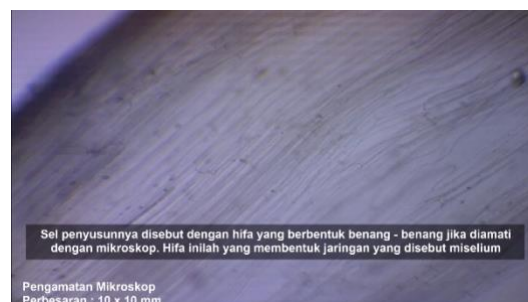 Sel penyusunnya disebut dengan hifa yang berbentuk benang - benang jika diamati
dengan mikroskop. Hifa inilah yang membentuk jaringan yang disebut miselium
Pengamatan Mikroskop
Perbesaran : 10 x 10 mm